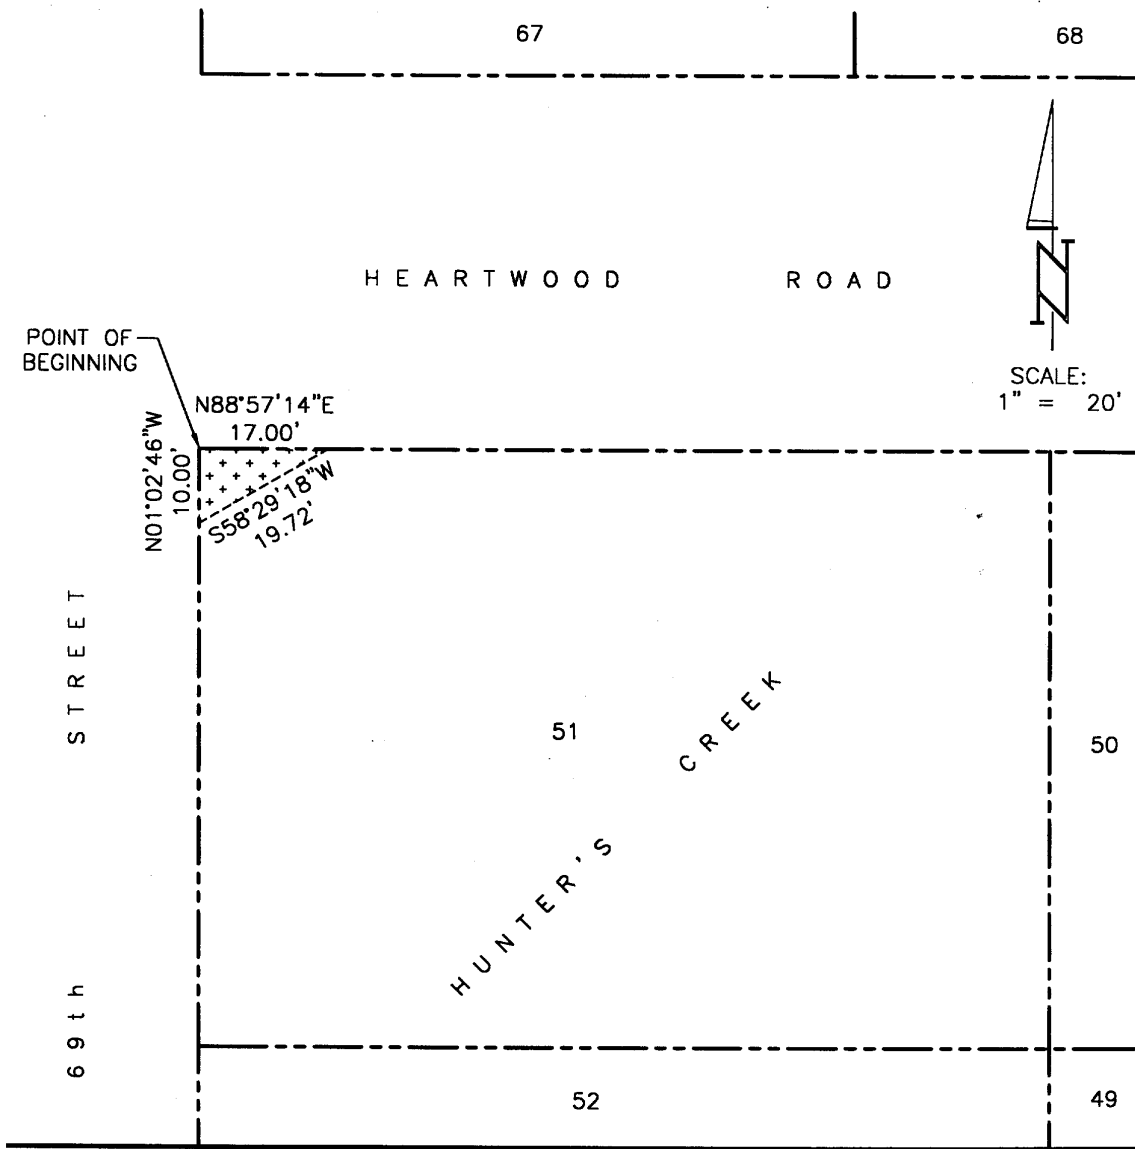 67
68
HEARTWOOD ROAD
N
POINT OF
BEGINNING
SCALE:
1" = 20'
N88°57'14"E
17.00'
N01°02'46"W
10.00'
S58°29'18"W
19.72'
69th STREET
51
50
HUNTER'S CREEK
52
49